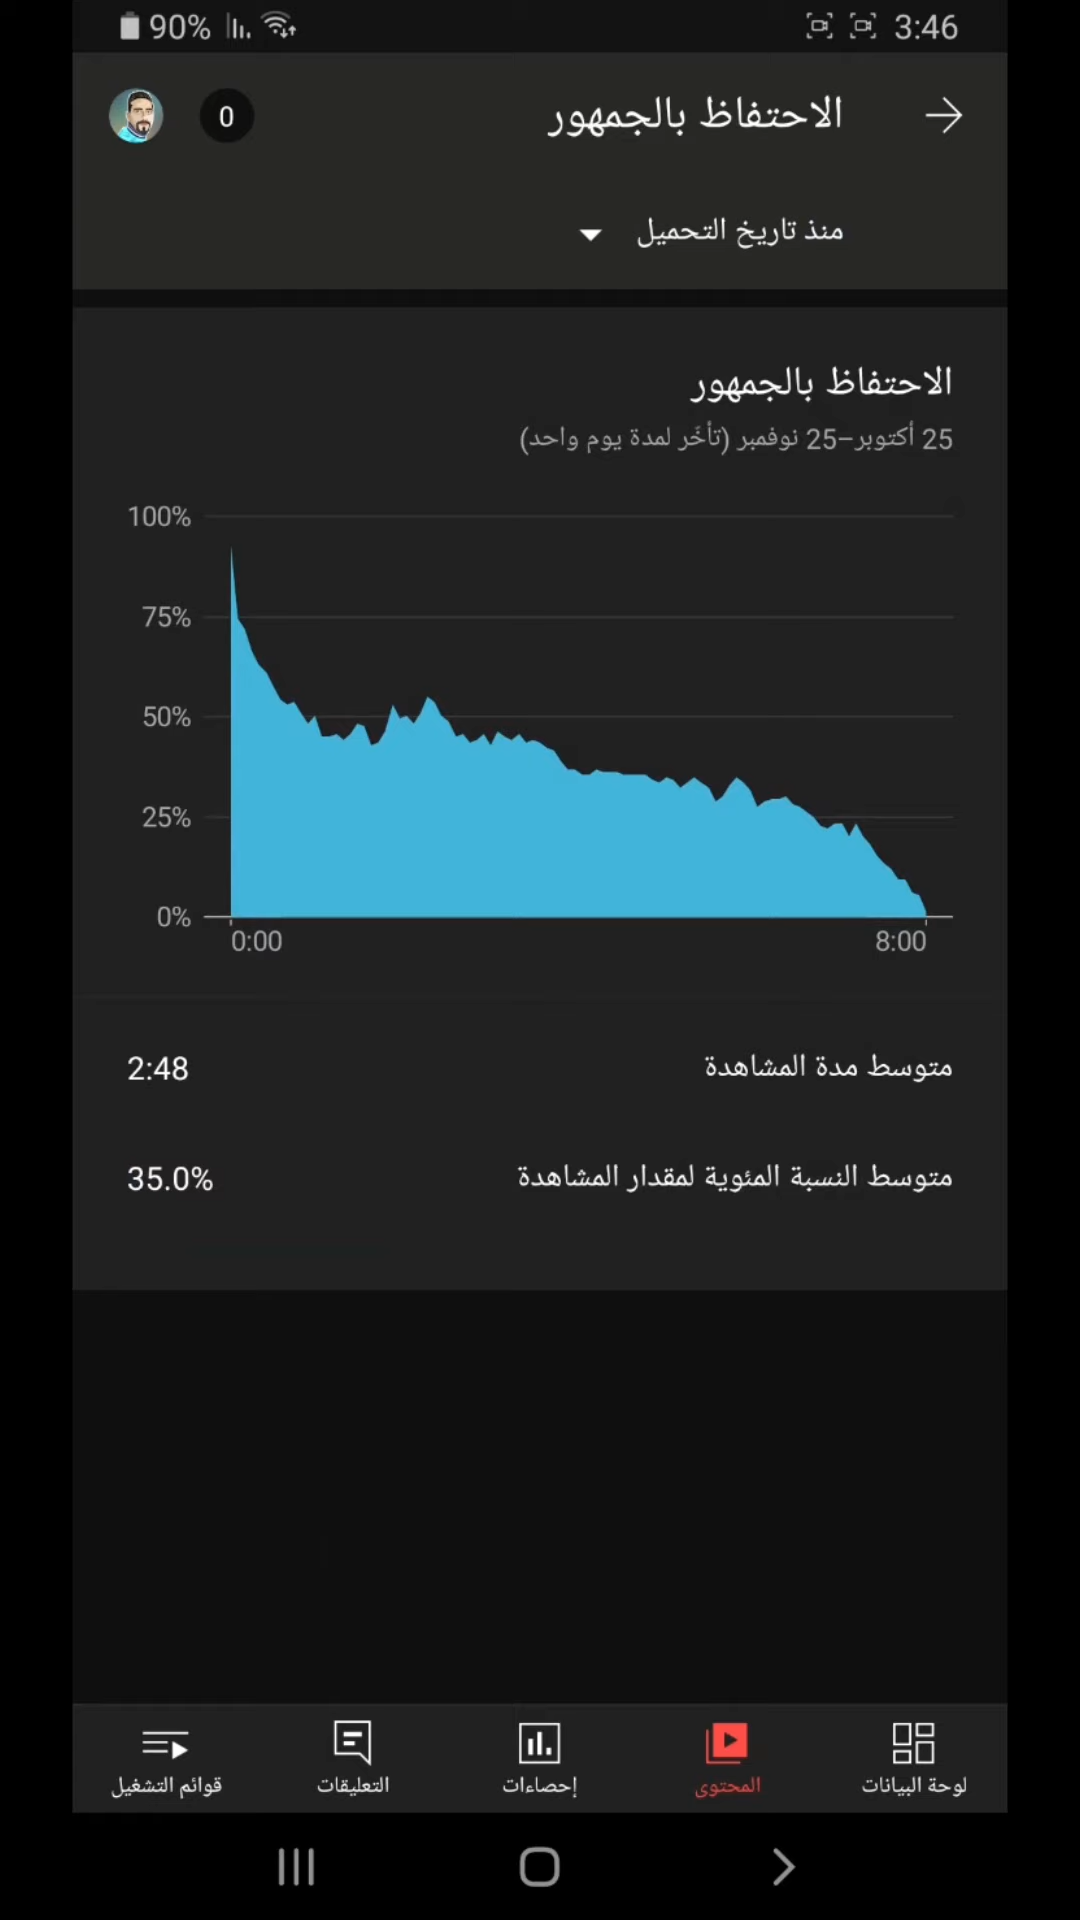 90% 3:46
الاحتفاظ بالجمهور 0
منذ تاريخ التحميل
الاحتفاظ بالجمهور
25 أكتوبر–25 نوفمبر (تأخّر لمدة يوم واحد)
100%
75%
50%
25%
0%
0:00 8:00
متوسط مدة المشاهدة 2:48
متوسط النسبة المئوية لمقدار المشاهدة 35.0%
لوحة البيانات المحتوى إحصاءات التعليقات قوائم التشغيل